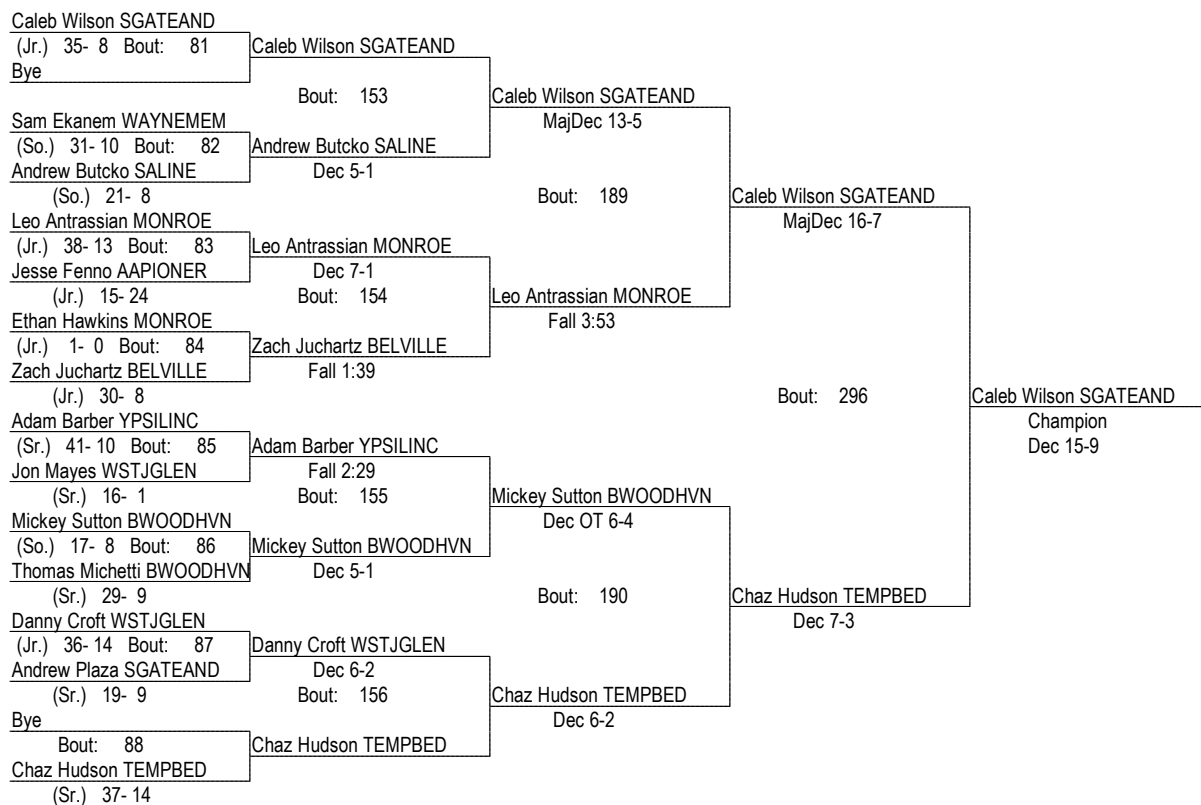 Caleb Wilson SGATEAND
(Jr.) 35- 8 Bout: 81
Bye
Caleb Wilson SGATEAND
Bout: 153
Sam Ekanem WAYNEMEM
(So.) 31- 10 Bout: 82
Andrew Butcko SALINE
(So.) 21- 8
Andrew Butcko SALINE
Dec 5-1
Caleb Wilson SGATEAND
MajDec 13-5
Bout: 189
Leo Antrassian MONROE
(Jr.) 38- 13 Bout: 83
Jesse Fenno AAPIONER
(Jr.) 15- 24
Leo Antrassian MONROE
Dec 7-1
Bout: 154
Ethan Hawkins MONROE
(Jr.) 1- 0 Bout: 84
Zach Juchartz BELVILLE
(Jr.) 30- 8
Zach Juchartz BELVILLE
Fall 1:39
Leo Antrassian MONROE
Fall 3:53
Caleb Wilson SGATEAND
MajDec 16-7
Bout: 296
Adam Barber YPSILINC
(Sr.) 41- 10 Bout: 85
Jon Mayes WSTJGLEN
(Sr.) 16- 1
Adam Barber YPSILINC
Fall 2:29
Bout: 155
Mickey Sutton BWOODHVN
(So.) 17- 8 Bout: 86
Thomas Michetti BWOODHVN
(Sr.) 29- 9
Mickey Sutton BWOODHVN
Dec 5-1
Mickey Sutton BWOODHVN
Dec OT 6-4
Bout: 190
Danny Croft WSTJGLEN
(Jr.) 36- 14 Bout: 87
Andrew Plaza SGATEAND
(Sr.) 19- 9
Danny Croft WSTJGLEN
Dec 6-2
Bout: 156
Bye
Bout: 88
Chaz Hudson TEMPBED
(Sr.) 37- 14
Chaz Hudson TEMPBED
Chaz Hudson TEMPBED
Dec 6-2
Chaz Hudson TEMPBED
Dec 7-3
Caleb Wilson SGATEAND
Champion
Dec 15-9